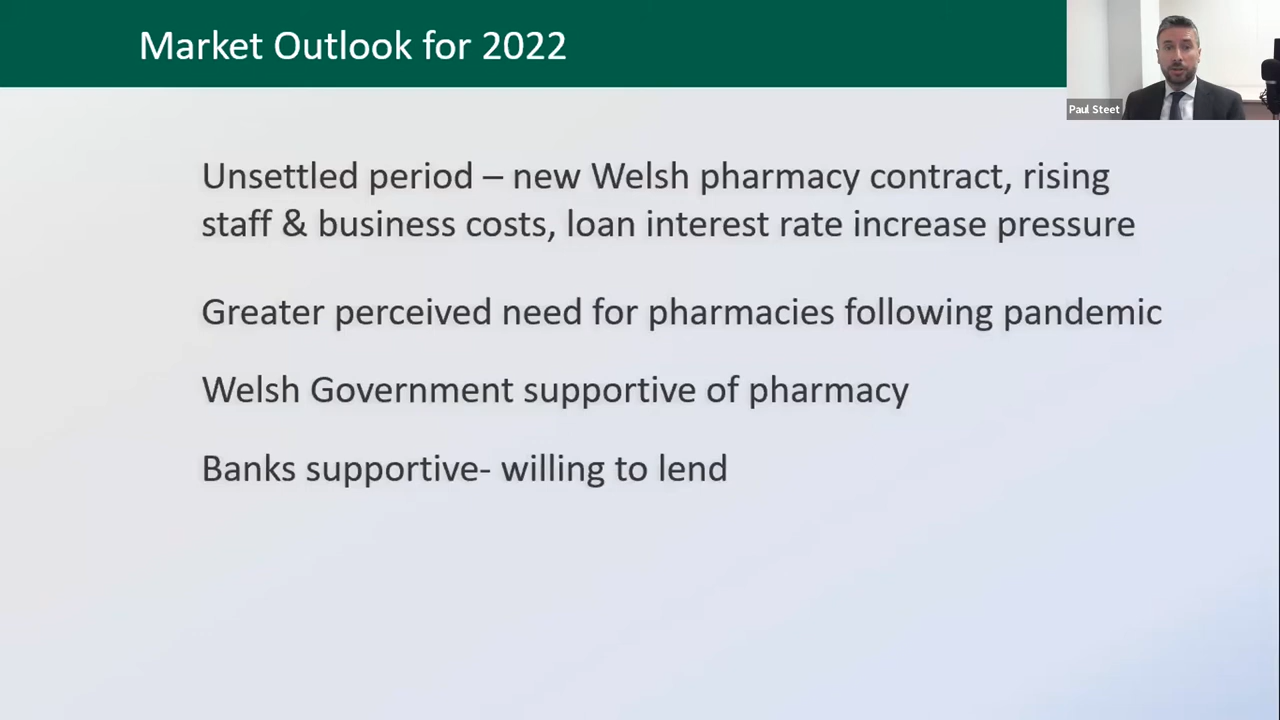 Market Outlook for 2022
Paul Steet
Unsettled period – new Welsh pharmacy contract, rising
staff & business costs, loan interest rate increase pressure
Greater perceived need for pharmacies following pandemic
Welsh Government supportive of pharmacy
Banks supportive- willing to lend